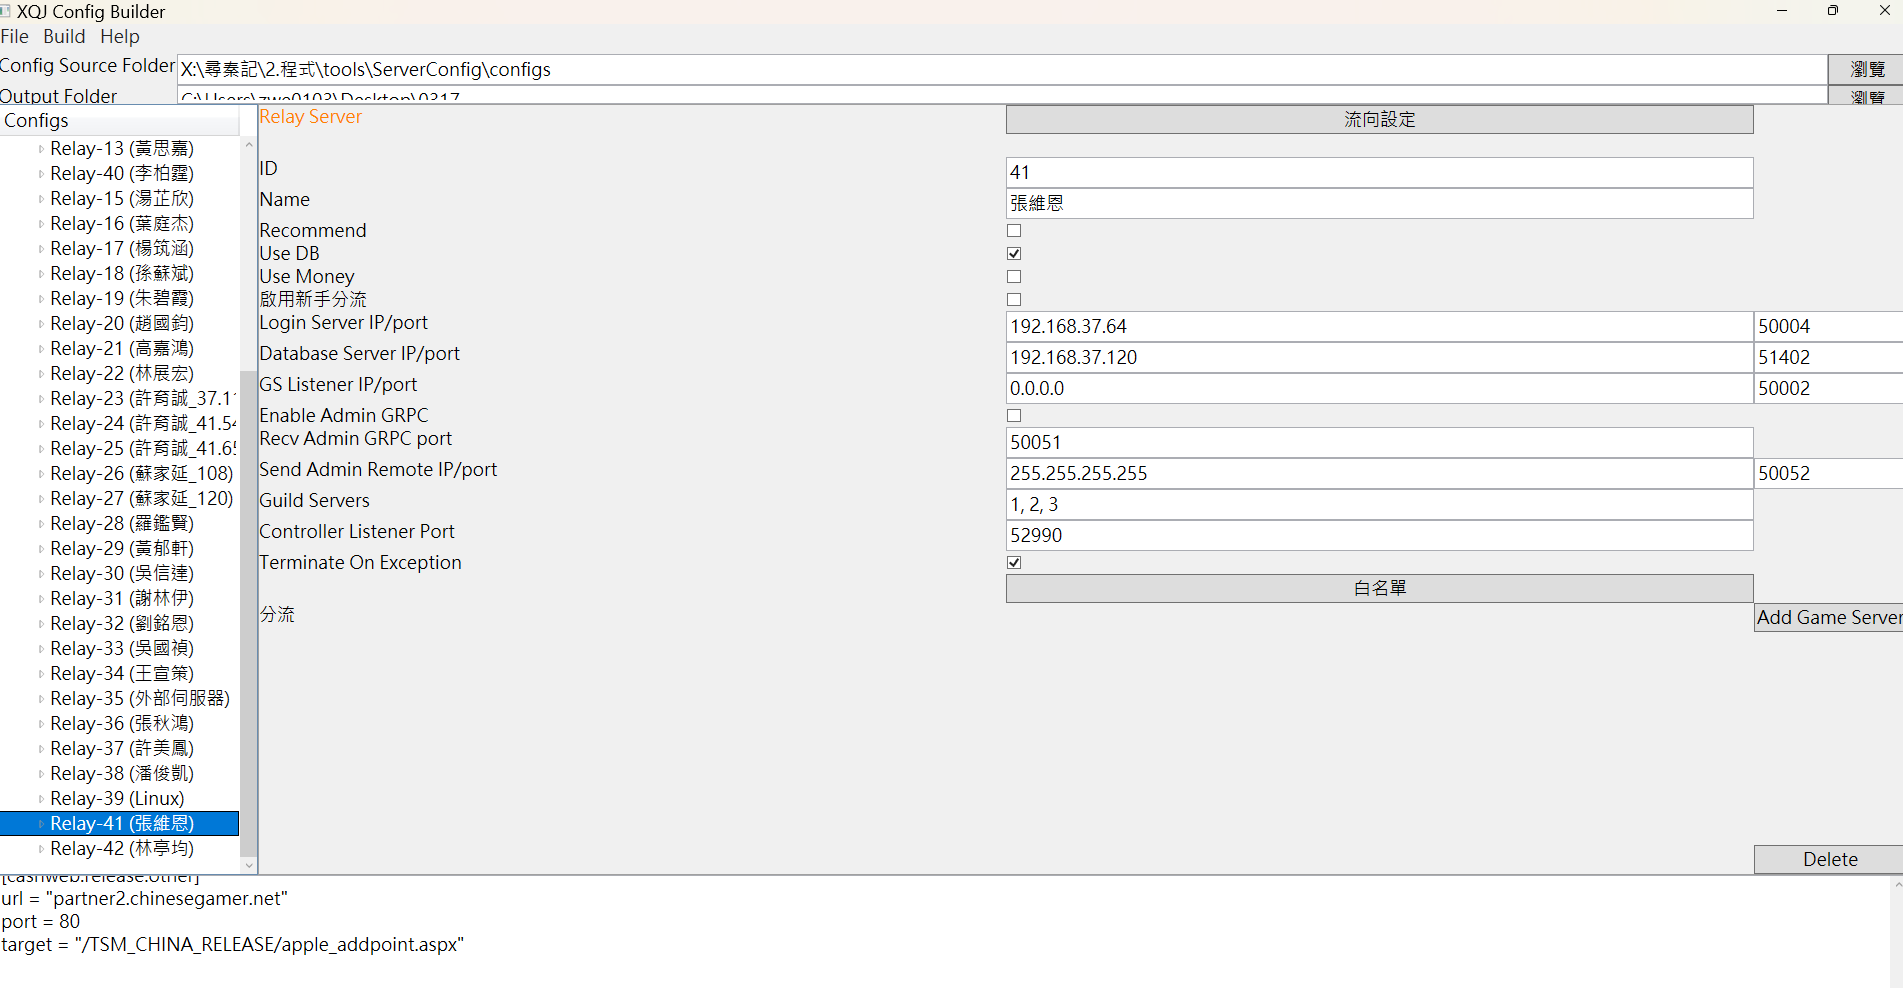 XQJ Config Builder
File Build Help
Config Source Folder X:\尋秦記\2.程式\tools\ServerConfig\configs 瀏覽
Output Folder C:\Users\zwe0103\Desktop\0317 瀏覽
Configs
Relay-13 (黃思嘉)
Relay-40 (李柏霆)
Relay-15 (湯芷欣)
Relay-16 (葉庭杰)
Relay-17 (楊筑涵)
Relay-18 (孫蘇斌)
Relay-19 (朱碧霞)
Relay-20 (趙國鈞)
Relay-21 (高嘉鴻)
Relay-22 (林展宏)
Relay-23 (許育誠_37.1
Relay-24 (許育誠_41.54
Relay-25 (許育誠_41.65
Relay-26 (蘇家延_108)
Relay-27 (蘇家延_120)
Relay-28 (羅鑑賢)
Relay-29 (黃郁軒)
Relay-30 (吳信達)
Relay-31 (謝林伊)
Relay-32 (劉銘恩)
Relay-33 (吳國禎)
Relay-34 (王宣策)
Relay-35 (外部伺服器)
Relay-36 (張秋鴻)
Relay-37 (許美鳳)
Relay-38 (潘俊凱)
Relay-39 (Linux)
Relay-41 (張維恩)
Relay-42 (林亭均)
Relay Server 流向設定
ID 41
Name 張維恩
Recommend
Use DB
Use Money
啟用新手分流
Login Server IP/port 192.168.37.64 50004
Database Server IP/port 192.168.37.120 51402
GS Listener IP/port 0.0.0.0 50002
Enable Admin GRPC
Recv Admin GRPC port 50051
Send Admin Remote IP/port 255.255.255.255 50052
Guild Servers 1, 2, 3
Controller Listener Port 52990
Terminate On Exception
白名單
分流 Add Game Server
Delete
[cashweb.release.other]
url = "partner2.chinesegamer.net"
port = 80
target = "/TSM_CHINA_RELEASE/apple_addpoint.aspx"